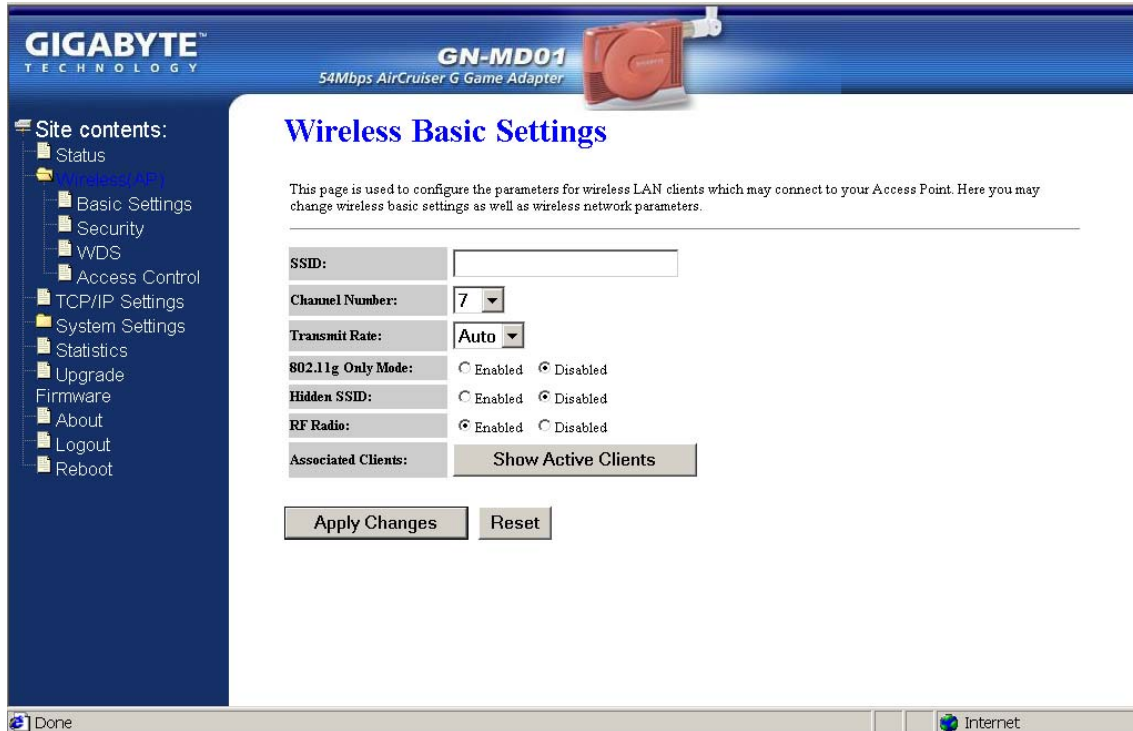 GIGABYTE™
TECHNOLOGY
GN-MD01
54Mbps AirCruiser G Game Adapter
Site contents:
Status
Wireless(AP)
Basic Settings
Security
WDS
Access Control
TCP/IP Settings
System Settings
Statistics
Upgrade
Firmware
About
Logout
Reboot
Wireless Basic Settings
This page is used to configure the parameters for wireless LAN clients which may connect to your Access Point. Here you may
change wireless basic settings as well as wireless network parameters.
SSID:
Channel Number: 7
Transmit Rate: Auto
802.11g Only Mode: Enabled Disabled
Hidden SSID: Enabled Disabled
RF Radio: Enabled Disabled
Associated Clients: Show Active Clients
Apply Changes Reset
Done Internet